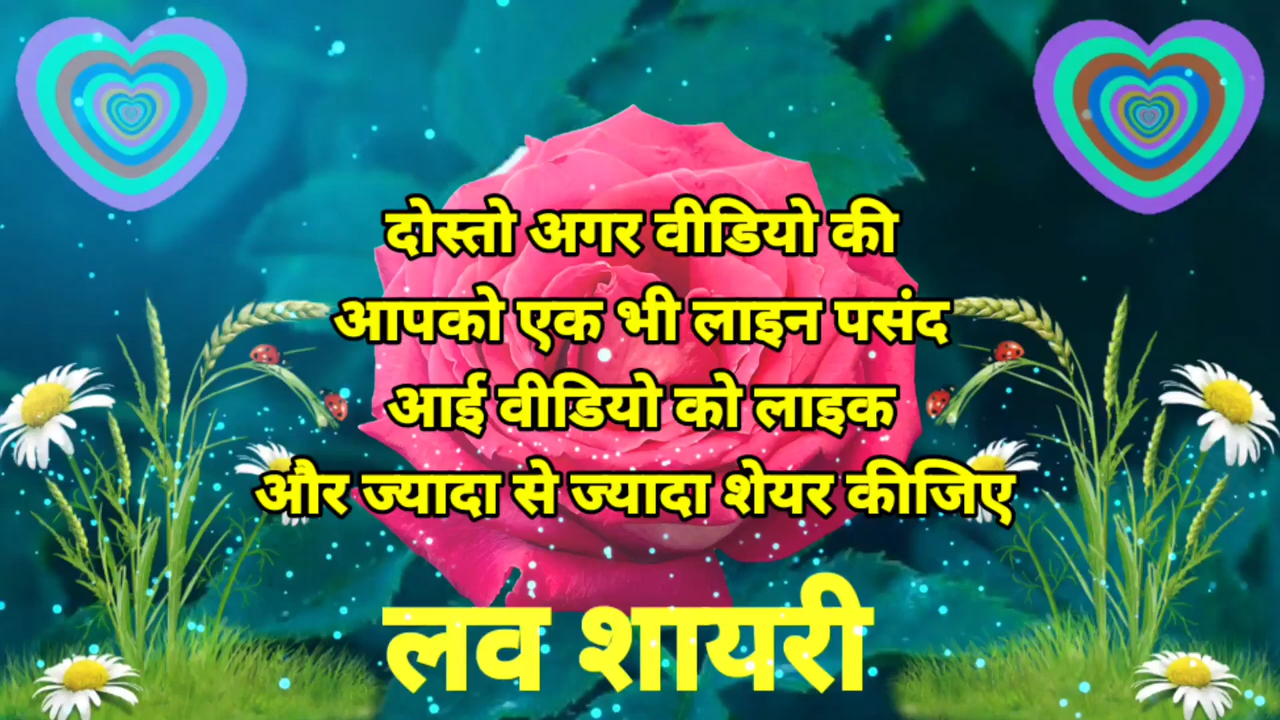 दोस्तो अगर वीडियो की
आपको एक भी लाइन पसंद
आई वीडियो को लाइक
और ज्यादा से ज्यादा शेयर कीजिए
लव शायरी